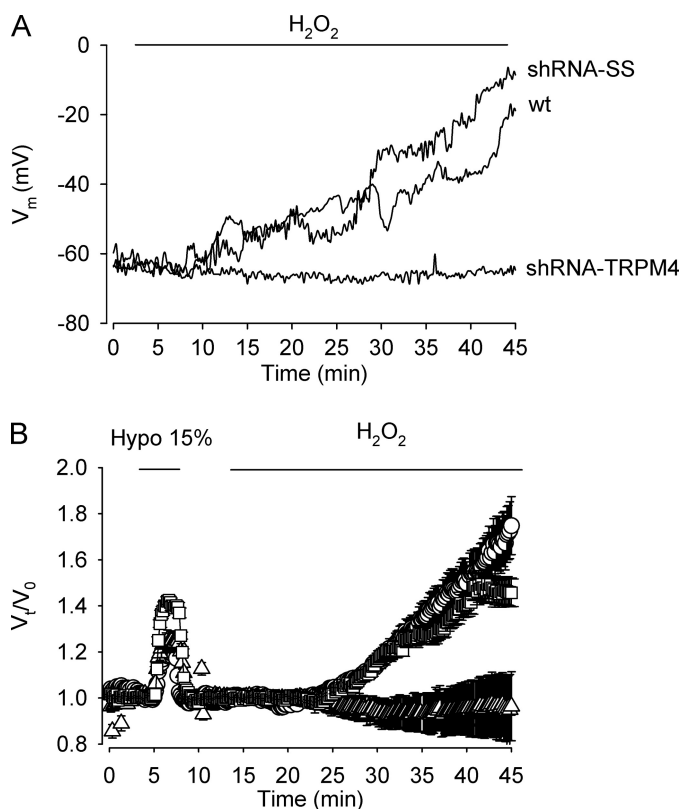 A
H₂O₂
0
-20
-40
-60
-80
Vm (mV)
shRNA-SS
wt
shRNA-TRPM4
0 5 10 15 20 25 30 35 40 45
Time (min)
B
Hypo 15%
H₂O₂
2.0
1.8
1.6
1.4
1.2
1.0
0.8
Vt/V0
0 5 10 15 20 25 30 35 40 45
Time (min)